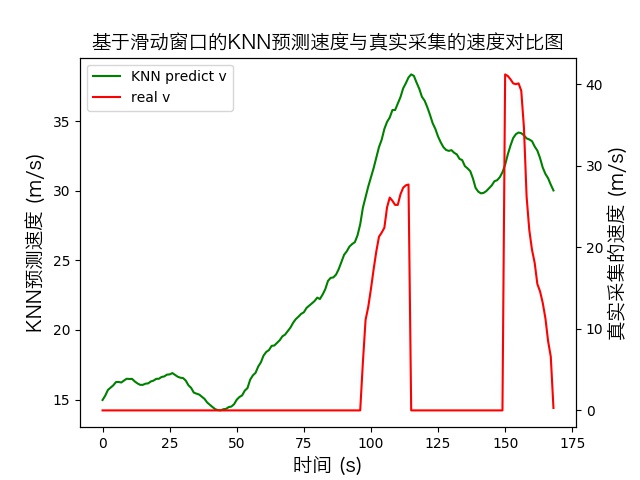 基于滑动窗口的KNN预测速度与真实采集的速度对比图
KNN predict v
real v
KNN预测速度 (m/s)
35
30
25
20
15
真实采集的速度 (m/s)
40
30
20
10
0
0 25 50 75 100 125 150 175
时间 (s)